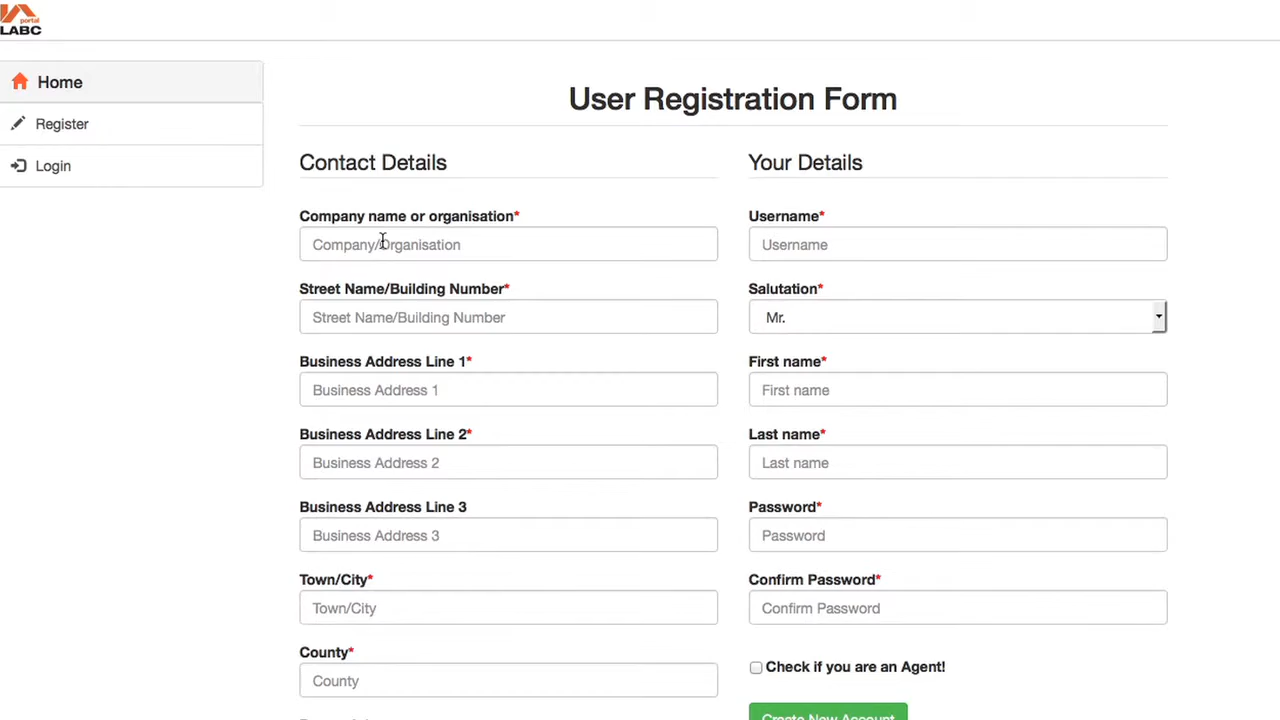 portal
LABC
Home
Register
Login
User Registration Form
Contact Details
Company name or organisation*
Company/Organisation
Street Name/Building Number*
Street Name/Building Number
Business Address Line 1*
Business Address 1
Business Address Line 2*
Business Address 2
Business Address Line 3
Business Address 3
Town/City*
Town/City
County*
County
Your Details
Username*
Username
Salutation*
Mr.
First name*
First name
Last name*
Last name
Password*
Password
Confirm Password*
Confirm Password
Check if you are an Agent!
Create New Account